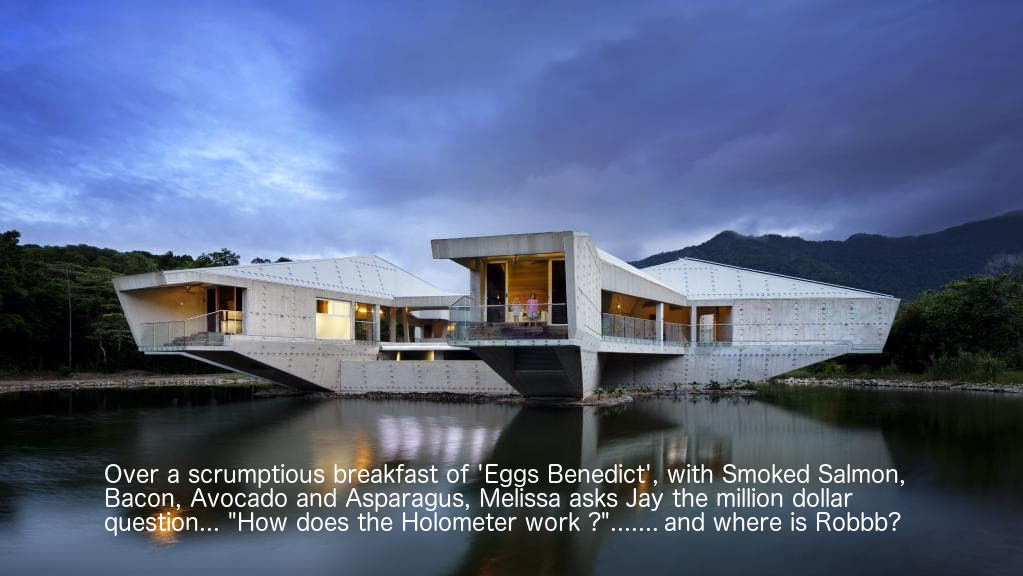 Over a scrumptious breakfast of 'Eggs Benedict', with Smoked Salmon,
Bacon, Avocado and Asparagus, Melissa asks Jay the million dollar
question... "How does the Holometer work ?"....... and where is Robbb?